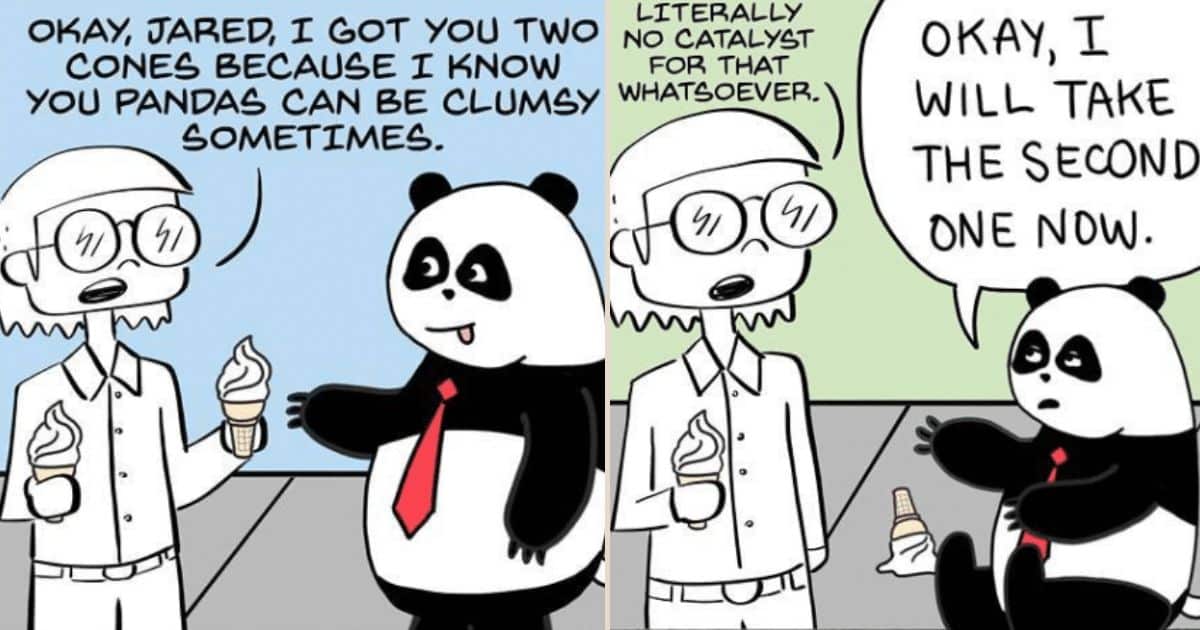 OKAY, JARED, I GOT YOU TWO
CONES BECAUSE I KNOW
YOU PANDAS CAN BE CLUMSY
SOMETIMES.
LITERALLY
NO CATALYST
FOR THAT
WHATSOEVER.
OKAY, I
WILL TAKE
THE SECOND
ONE NOW.